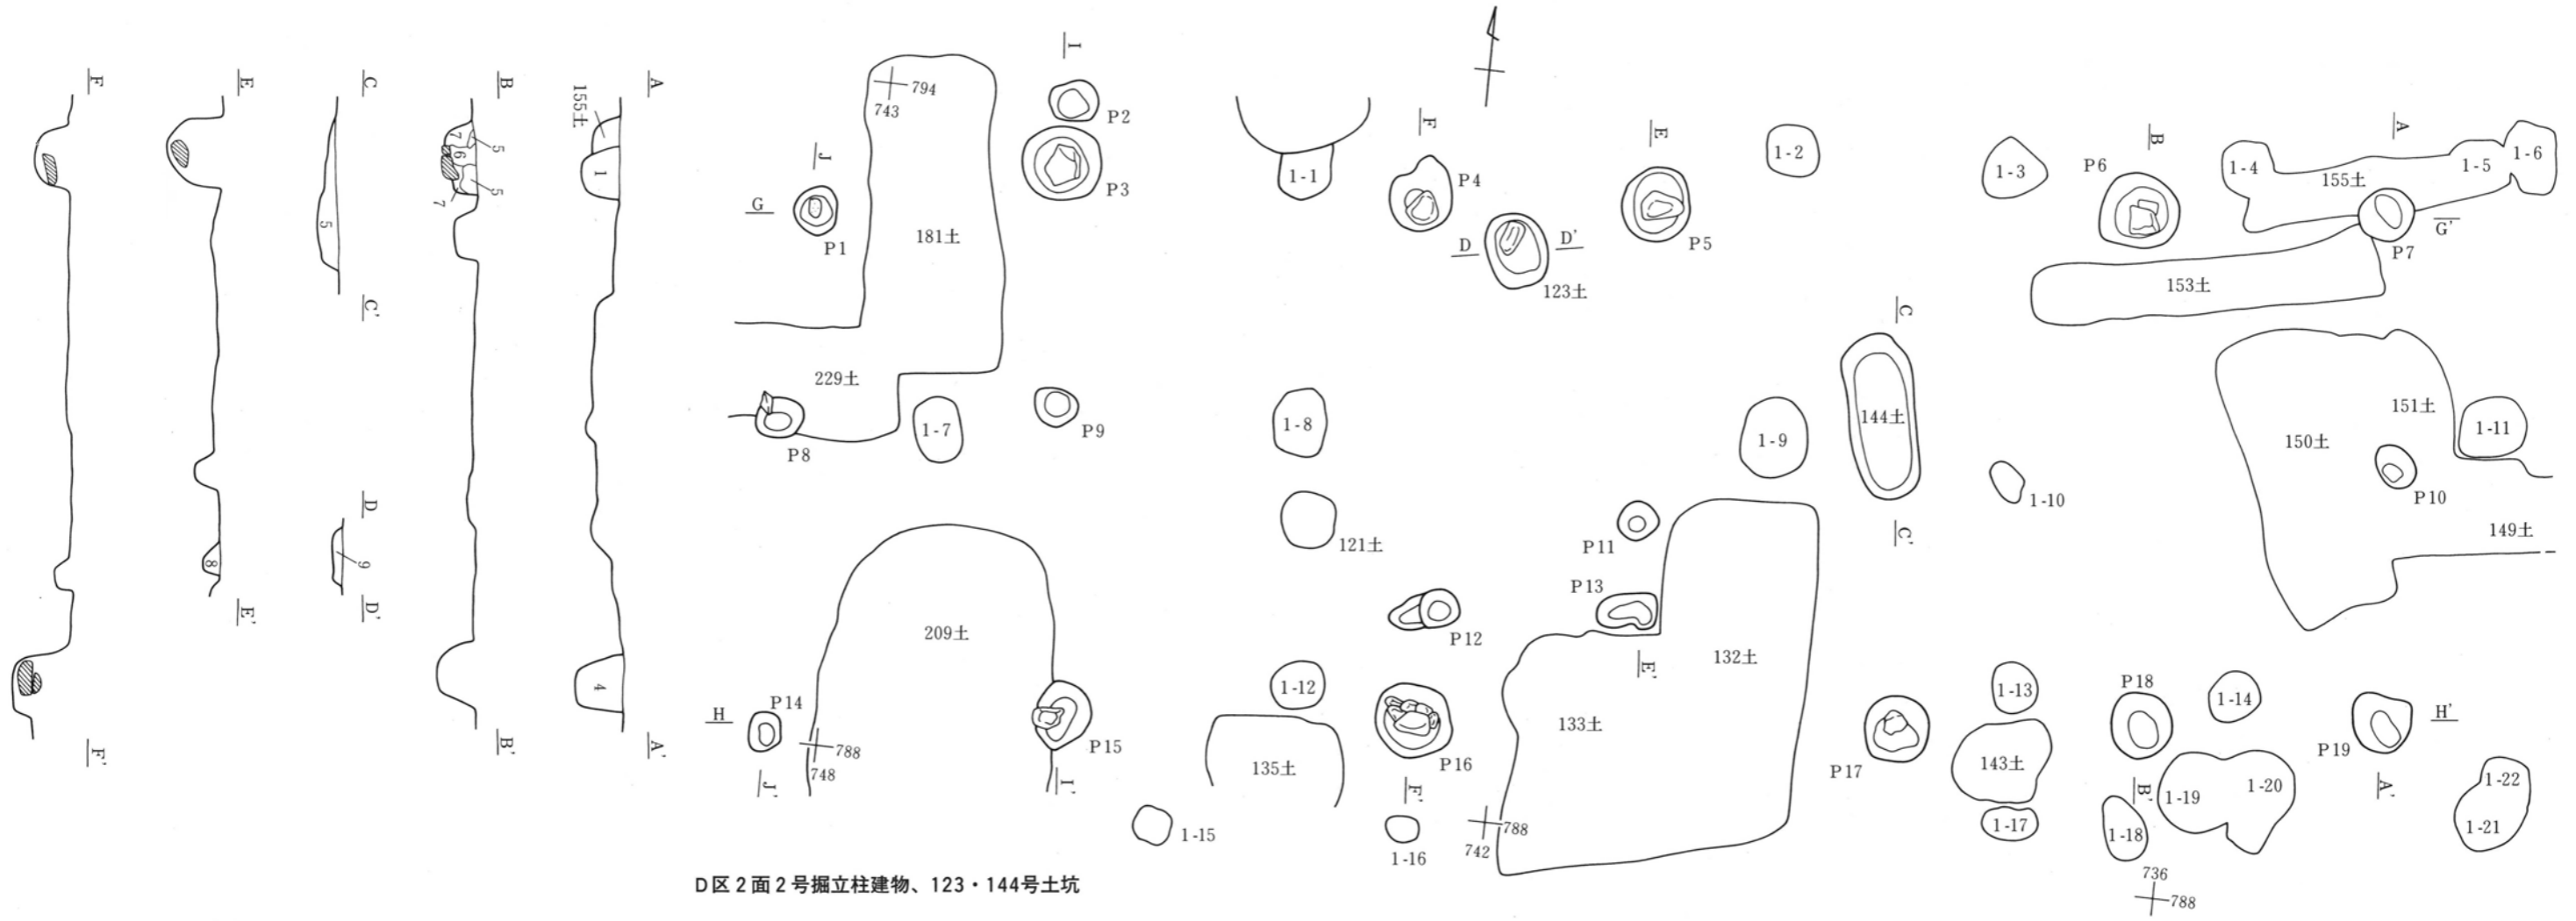 F
E
C
B
A
155土
7
5
6
5
7
1
5
C'
D
9
8
D'
E'
4
F'
B'
A'
I
794
743
P2
J
P3
G
P1
181土
229土
P8
1-7
P9
209土
H
P14
788
748
J'
P15
I'
F
1-1
P4
D
D'
123土
E
P5
1-2
1-3
B
P6
A
1-4
155土
1-5
1-6
G'
P7
153土
C
144土
C'
1-8
1-9
121土
P11
P13
P12
E'
132土
133土
1-12
135土
P16
F'
1-15
1-16
788
742
150土
151土
1-11
1-10
P10
149土
P17
1-13
143土
1-17
P18
1-14
B'
1-19
1-20
1-18
P19
H'
A'
1-22
1-21
736
788
D区2面2号掘立柱建物、123・144号土坑